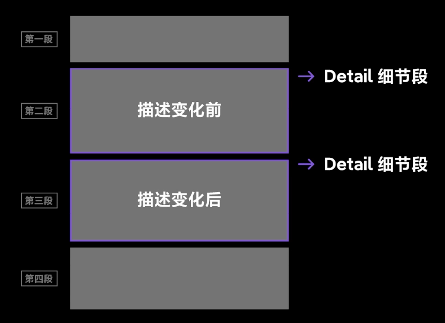 第一段
Detail 细节段
第二段
描述变化前
Detail 细节段
第三段
描述变化后
第四段